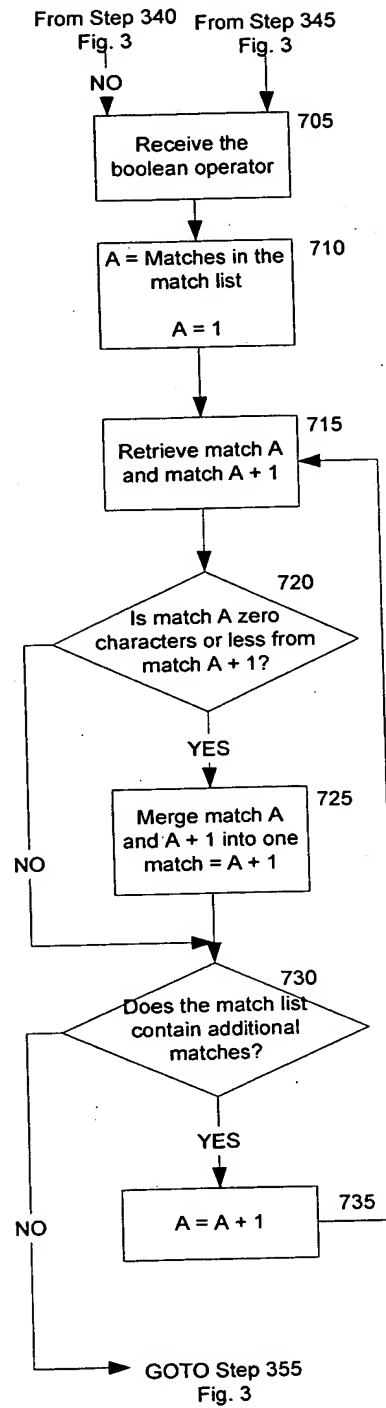 From Step 340
Fig. 3
From Step 345
Fig. 3
NO
705
Receive the
boolean operator
710
A = Matches in the
match list
A = 1
715
Retrieve match A
and match A + 1
720
Is match A zero
characters or less from
match A + 1?
YES
725
Merge match A
and A + 1 into one
match = A + 1
NO
730
Does the match list
contain additional
matches?
YES
735
A = A + 1
NO
GOTO Step 355
Fig. 3